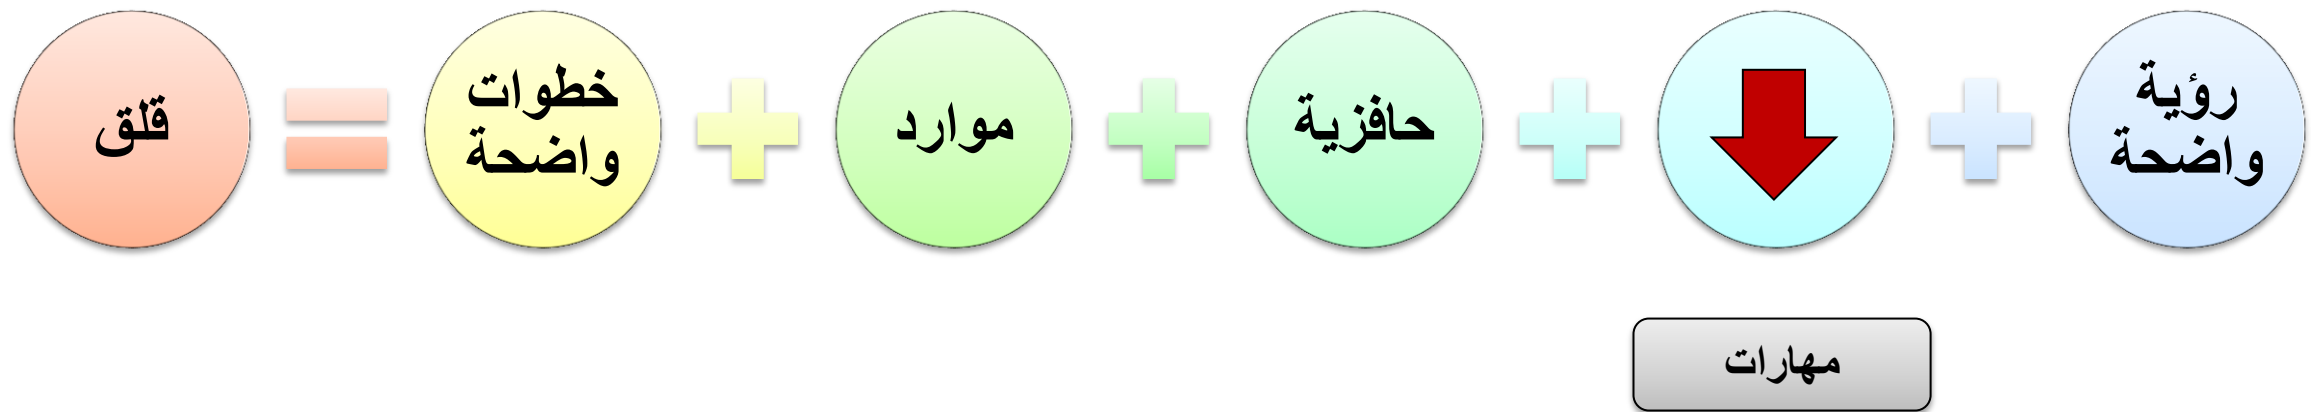 رؤية
واضحة
حافزية
موارد
خطوات
واضحة
قلق
مهارات